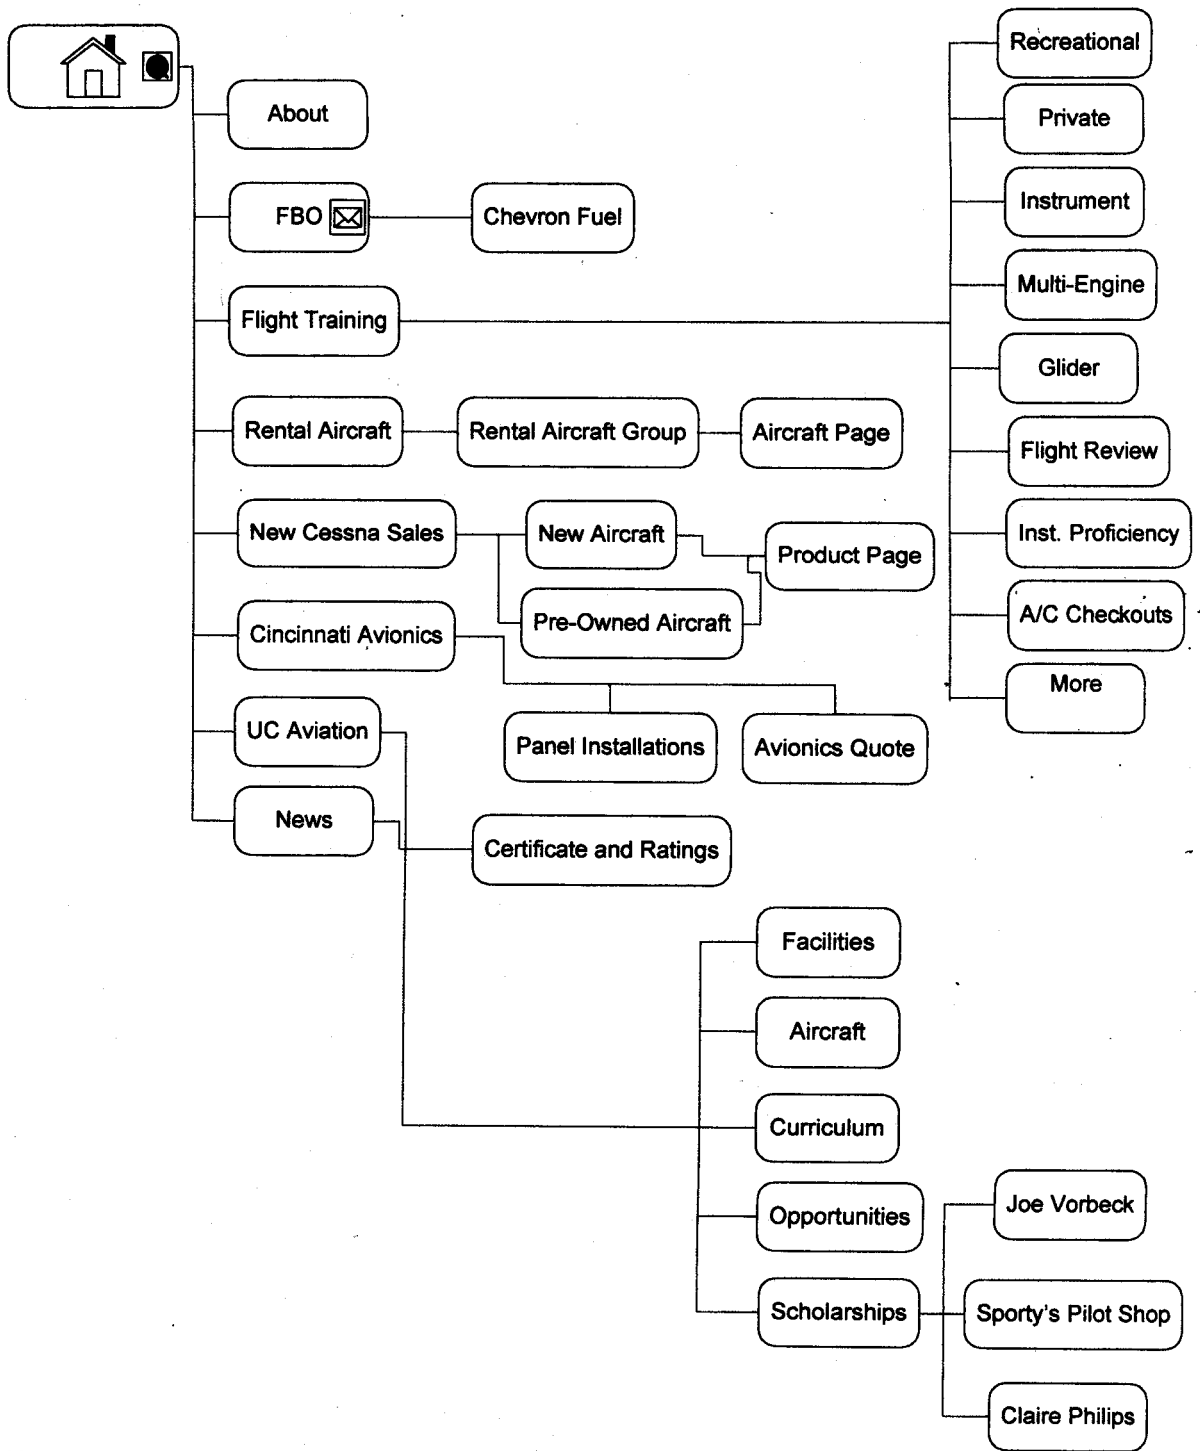 Recreational
Private
Instrument
Multi-Engine
Glider
Flight Review
Inst. Proficiency
A/C Checkouts
More
About
FBO
Chevron Fuel
Flight Training
Rental Aircraft
Rental Aircraft Group
Aircraft Page
New Cessna Sales
New Aircraft
Product Page
Pre-Owned Aircraft
Cincinnati Avionics
Panel Installations
Avionics Quote
UC Aviation
News
Certificate and Ratings
Facilities
Aircraft
Curriculum
Opportunities
Scholarships
Joe Vorbeck
Sporty's Pilot Shop
Claire Philips